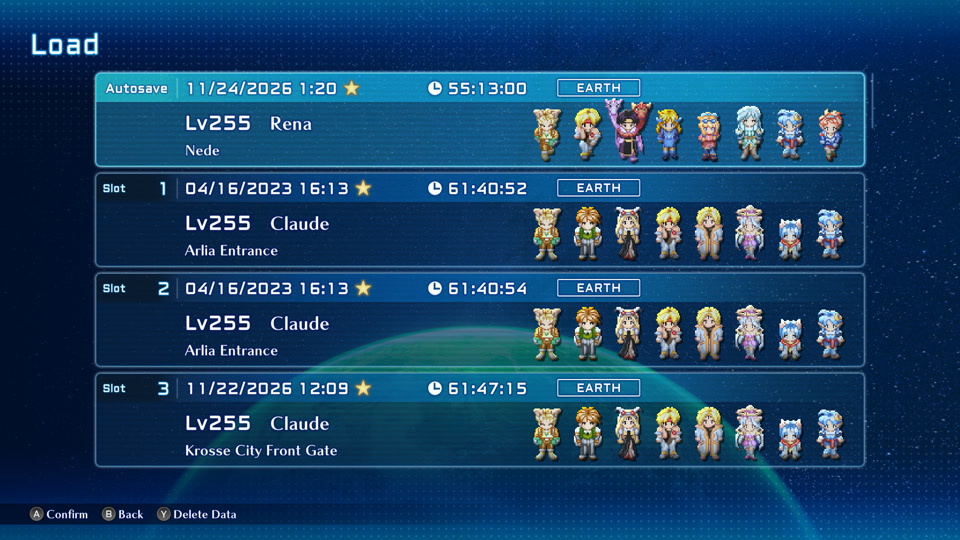 Load
Autosave 11/24/2026 1:20 55:13:00 EARTH
Lv255 Rena
Nede
Slot 1 04/16/2023 16:13 61:40:52 EARTH
Lv255 Claude
Arlia Entrance
Slot 2 04/16/2023 16:13 61:40:54 EARTH
Lv255 Claude
Arlia Entrance
Slot 3 11/22/2026 12:09 61:47:15 EARTH
Lv255 Claude
Krosse City Front Gate
A Confirm B Back Y Delete Data